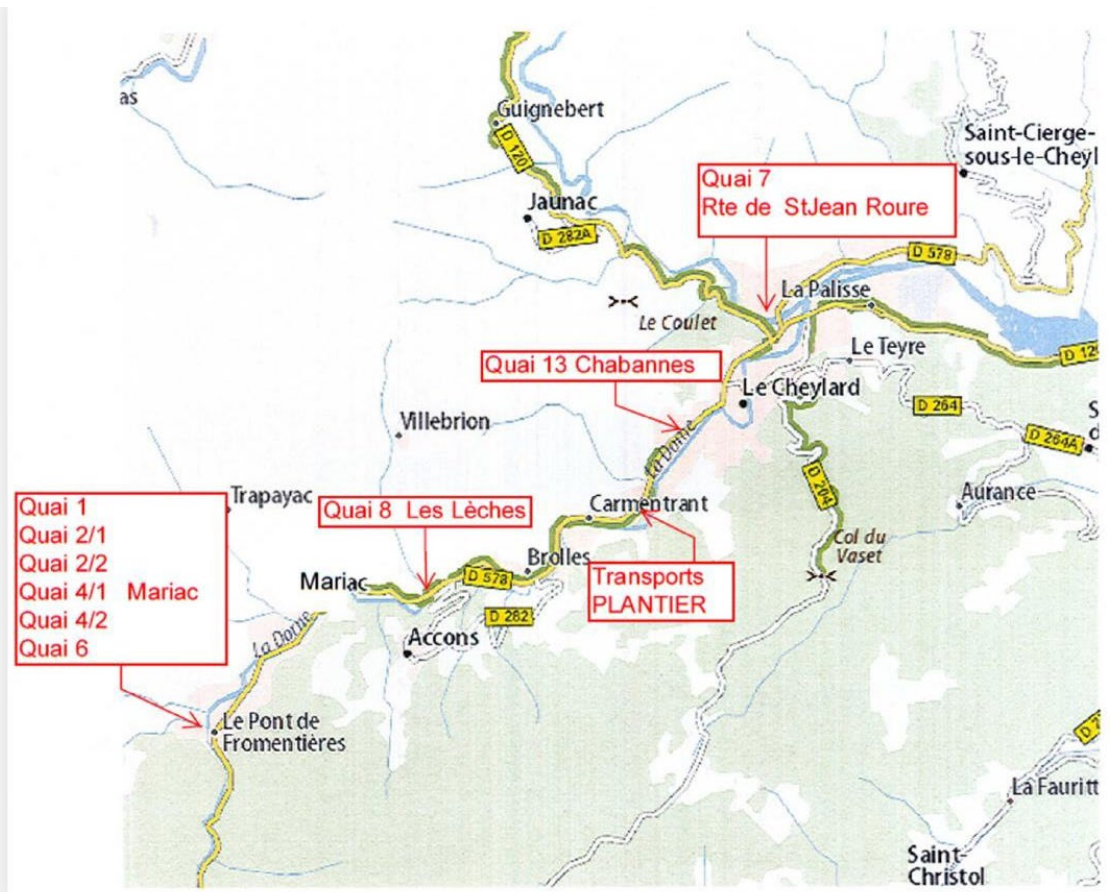 as
Guignebert
D 120
Saint-Cierge-
sous-le-Cheyl
Quai 7
Rte de StJean Roure
Jaunac
D 282A
D 578
La Palisse
Le Coulet
D 12
Le Teyre
Quai 13 Chabannes
Le Cheylard
D 264
S
d
D 264A
Villebrion
La Dorne
D 204
Aurance
Quai 1
Quai 2/1
Quai 2/2
Quai 4/1 Mariac
Quai 4/2
Quai 6
Trapayac
Quai 8 Les Lèches
Carmentrant
Col du
Vaset
Brolles
Transports
PLANTIER
Mariac
D 578
D 282
La Dorne
Accons
Le Pont de
Fromentières
La Fauritt
Saint-
Christol